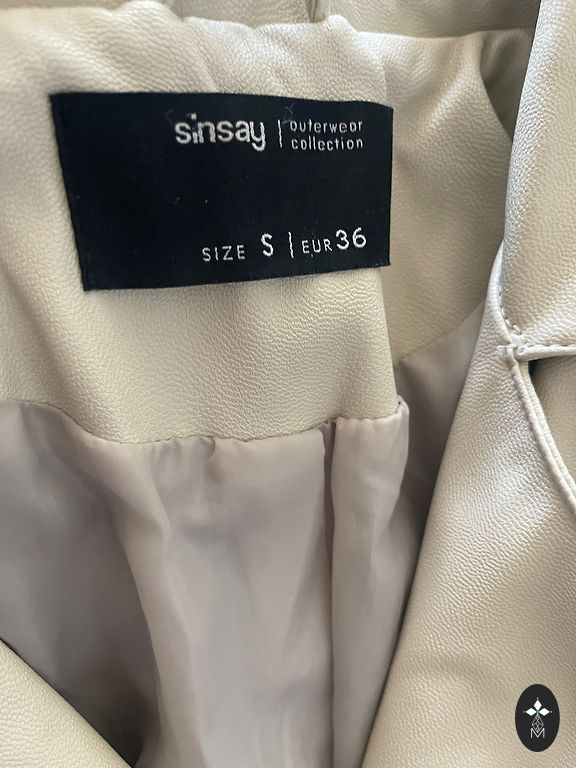 sinsay | outerwear
collection
SIZE S | EUR 36
M